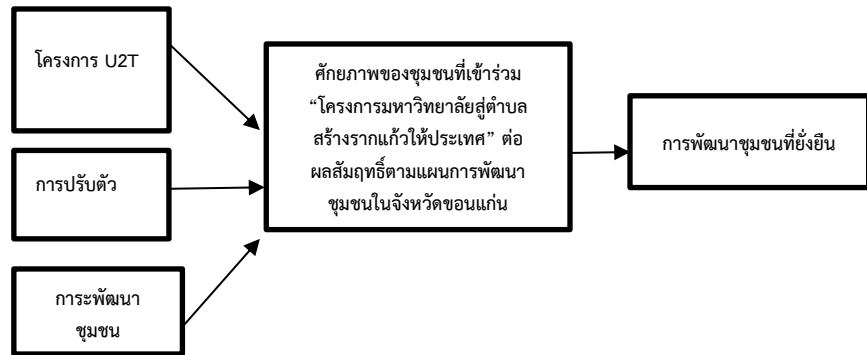 โครงการ U2T
การปรับตัว
การะพัฒนา
ชุมชน
ศักยภาพของชุมชนที่เข้าร่วม
“โครงการมหาวิทยาลัยสู่ตำบล
สร้างรากแก้วให้ประเทศ” ต่อ
ผลสัมฤทธิ์ตามแผนการพัฒนา
ชุมชนในจังหวัดขอนแก่น
การพัฒนาชุมชนที่ยั่งยืน